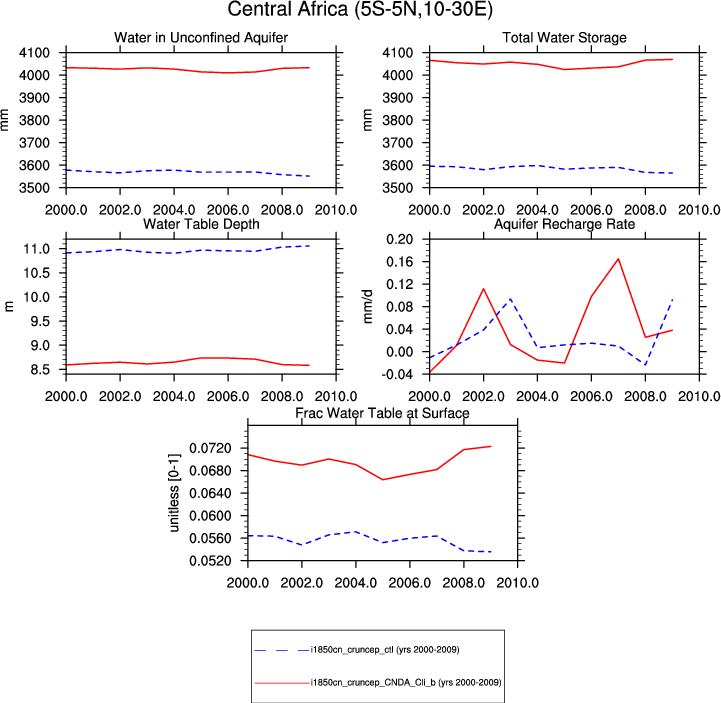 Central Africa (5S-5N,10-30E)
Water in Unconfined Aquifer
Total Water Storage
4100
4000
3900
3800
3700
3600
3500
mm
2000.0 2002.0 2004.0 2006.0 2008.0 2010.0
4100
4000
3900
3800
3700
3600
3500
mm
2000.0 2002.0 2004.0 2006.0 2008.0 2010.0
Water Table Depth
Aquifer Recharge Rate
11.0
10.5
10.0
9.5
9.0
8.5
m
2000.0 2002.0 2004.0 2006.0 2008.0 2010.0
0.20
0.16
0.12
0.08
0.04
0.00
-0.04
mm/d
2000.0 2002.0 2004.0 2006.0 2008.0 2010.0
Frac Water Table at Surface
0.0720
0.0680
0.0640
0.0600
0.0560
0.0520
unitless [0-1]
2000.0 2002.0 2004.0 2006.0 2008.0 2010.0
i1850cn_cruncep_ctl (yrs 2000-2009)
i1850cn_cruncep_CNDA_Cli_b (yrs 2000-2009)